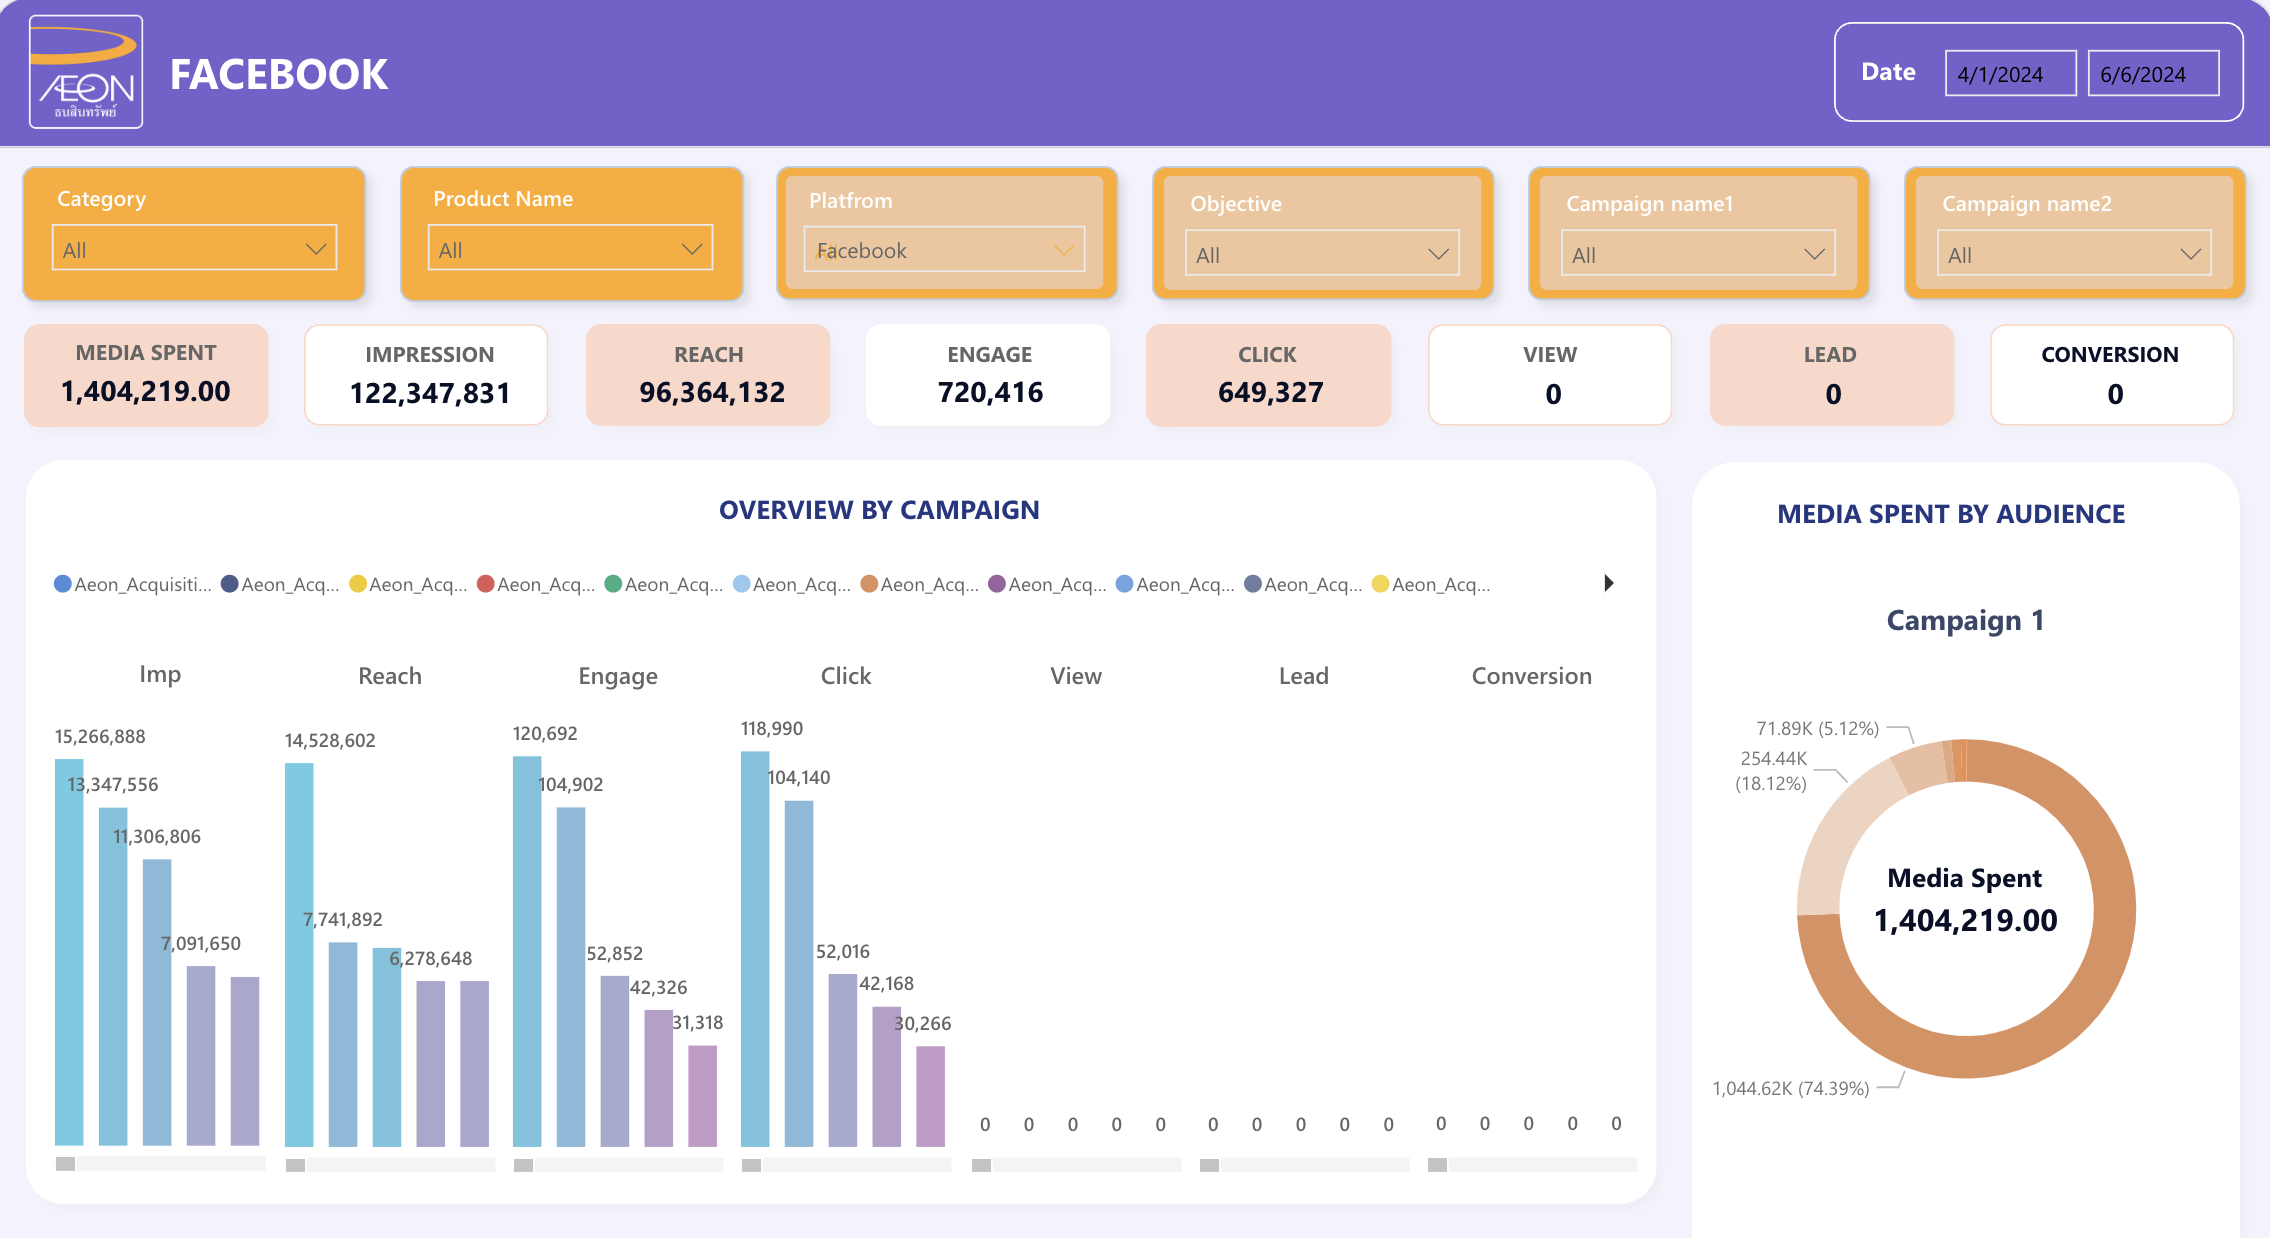 ÆON
ธนสินทรัพย์
FACEBOOK
Date
4/1/2024
6/6/2024
Category
All
Product Name
All
Platfrom
Facebook
Objective
All
Campaign name1
All
Campaign name2
All
MEDIA SPENT
1,404,219.00
IMPRESSION
122,347,831
REACH
96,364,132
ENGAGE
720,416
CLICK
649,327
VIEW
0
LEAD
0
CONVERSION
0
OVERVIEW BY CAMPAIGN
Aeon_Acquisiti... Aeon_Acq... Aeon_Acq... Aeon_Acq... Aeon_Acq... Aeon_Acq... Aeon_Acq... Aeon_Acq... Aeon_Acq... Aeon_Acq... Aeon_Acq...
Imp
15,266,888
13,347,556
11,306,806
7,091,650
Reach
14,528,602
7,741,892
6,278,648
Engage
120,692
104,902
52,852
42,326
31,318
Click
118,990
104,140
52,016
42,168
30,266
View
0 0 0 0 0
Lead
0 0 0 0 0
Conversion
0 0 0 0 0
MEDIA SPENT BY AUDIENCE
Campaign 1
71.89K (5.12%)
254.44K
(18.12%)
Media Spent
1,404,219.00
1,044.62K (74.39%)